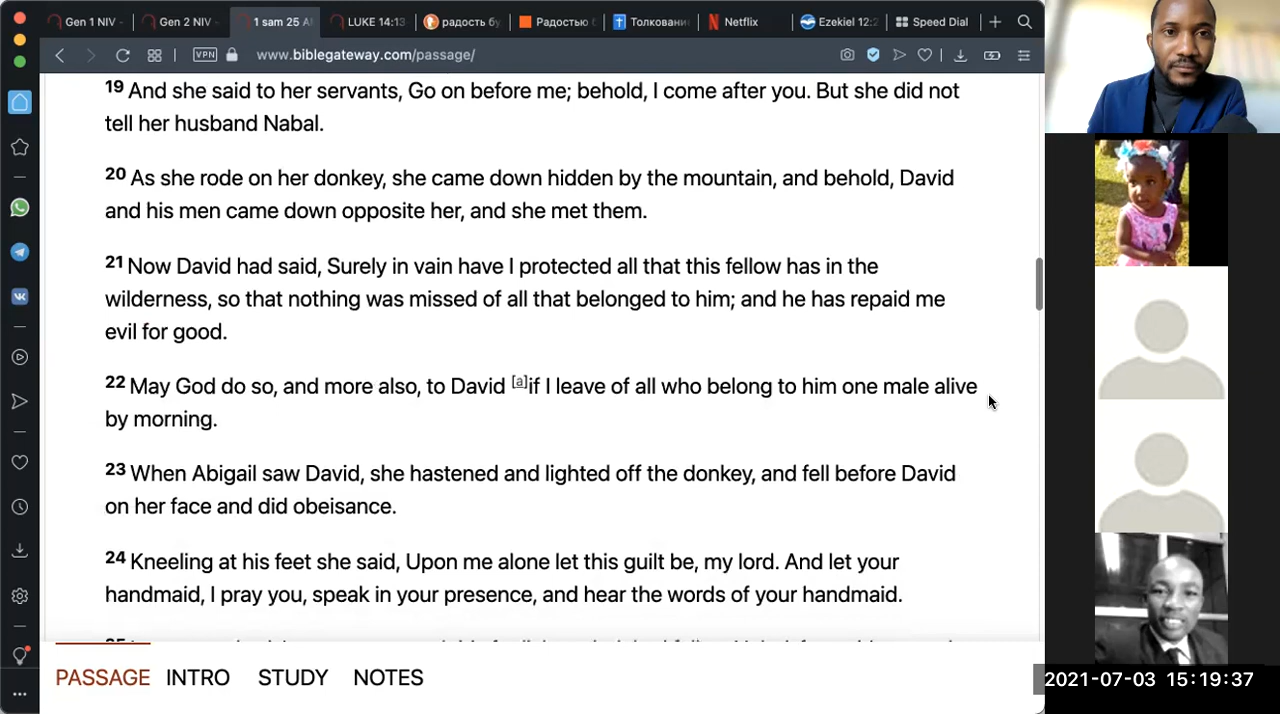 Gen 1 NIV -
Gen 2 NIV -
1 sam 25 A
LUKE 14:13
радость бу
Радостью б
Толковани
Netflix
Ezekiel 12:2
Speed Dial
VPN
www.biblegateway.com/passage/
19 And she said to her servants, Go on before me; behold, I come after you. But she did not
tell her husband Nabal.
20 As she rode on her donkey, she came down hidden by the mountain, and behold, David
and his men came down opposite her, and she met them.
21 Now David had said, Surely in vain have I protected all that this fellow has in the
wilderness, so that nothing was missed of all that belonged to him; and he has repaid me
evil for good.
22 May God do so, and more also, to David [a]if I leave of all who belong to him one male alive
by morning.
23 When Abigail saw David, she hastened and lighted off the donkey, and fell before David
on her face and did obeisance.
24 Kneeling at his feet she said, Upon me alone let this guilt be, my lord. And let your
handmaid, I pray you, speak in your presence, and hear the words of your handmaid.
PASSAGE INTRO STUDY NOTES
2021-07-03 15:19:37